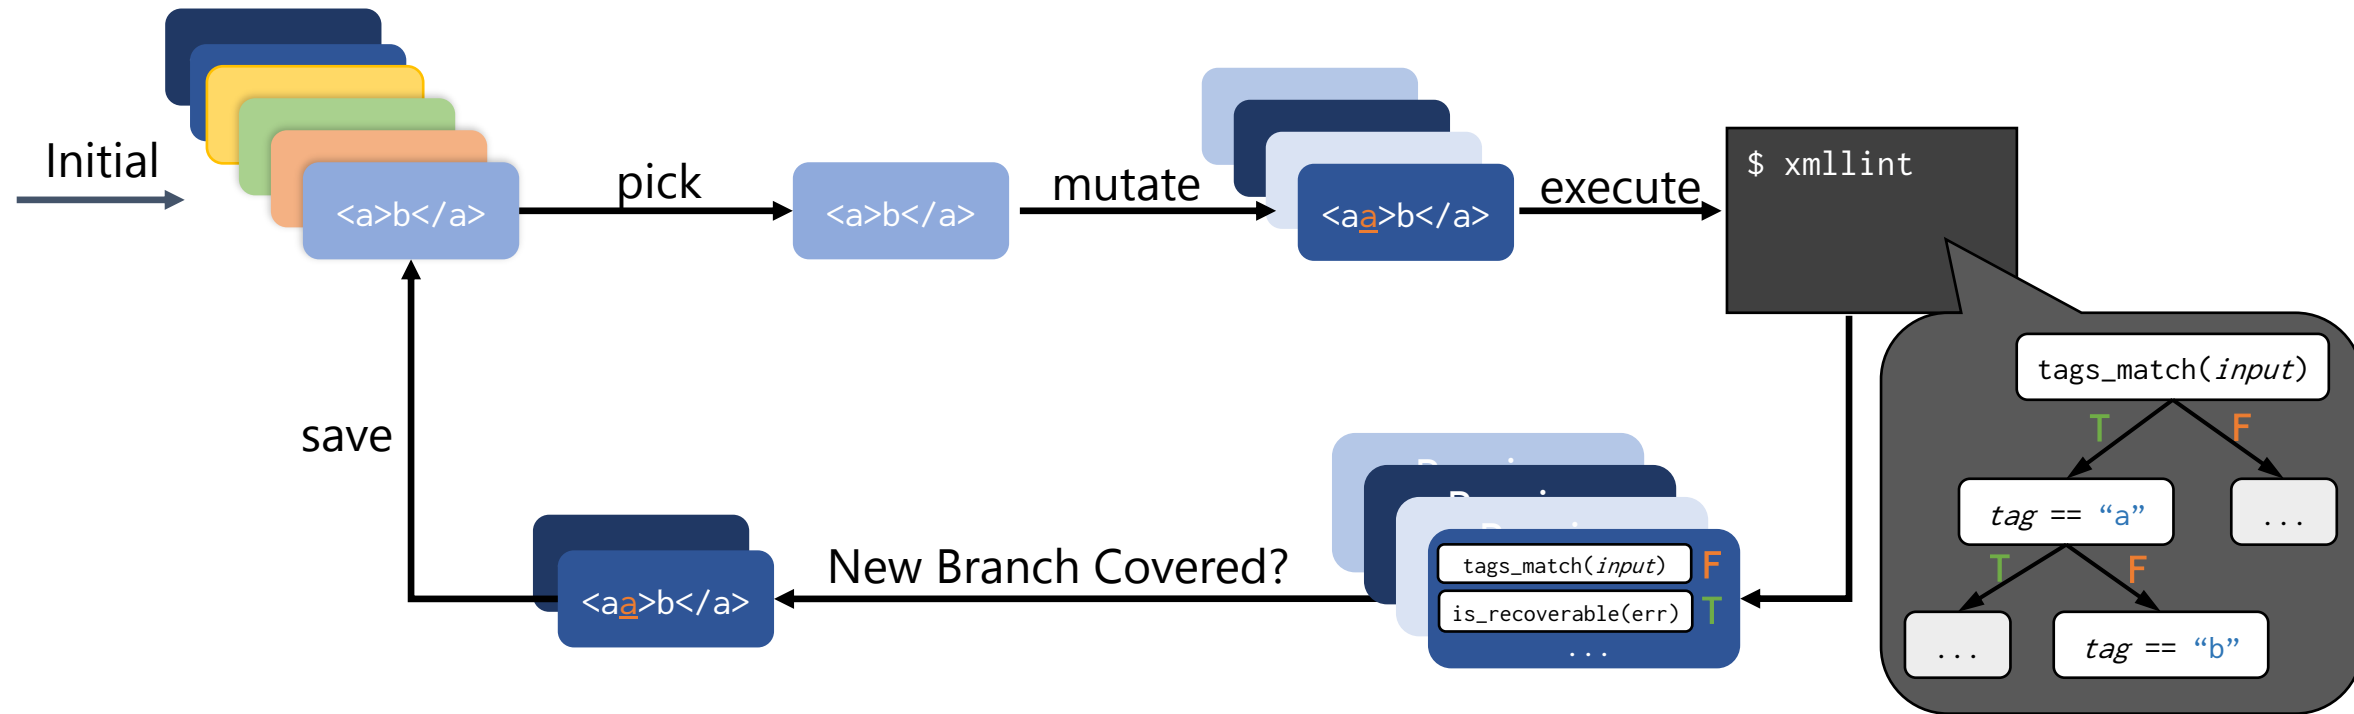 Initial
<a>b</a>
pick
<a>b</a>
mutate
<aa>b</a>
execute
$ xmllint
tags_match(input)
T
F
tag == “a”
...
T
F
...
tag == “b”
tags_match(input) F
is_recoverable(err) T
...
New Branch Covered?
<aa>b</a>
save